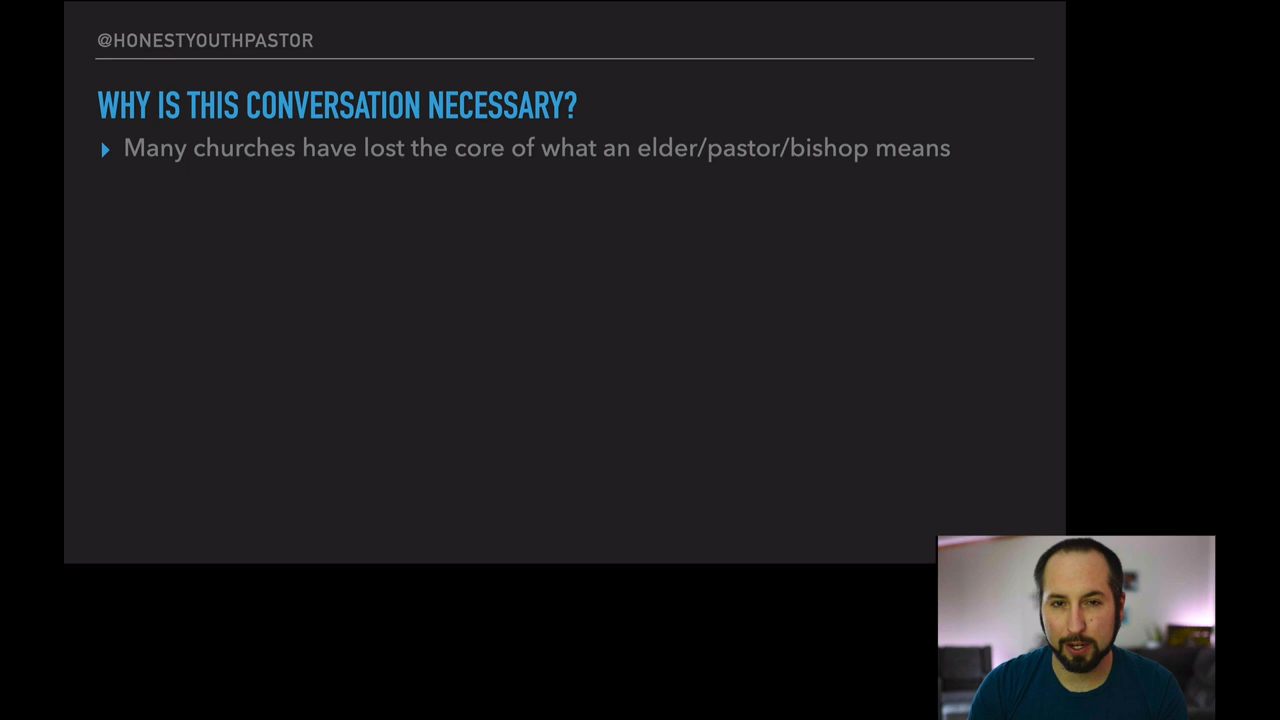 @HONESTYOUTHPASTOR
WHY IS THIS CONVERSATION NECESSARY?
Many churches have lost the core of what an elder/pastor/bishop means